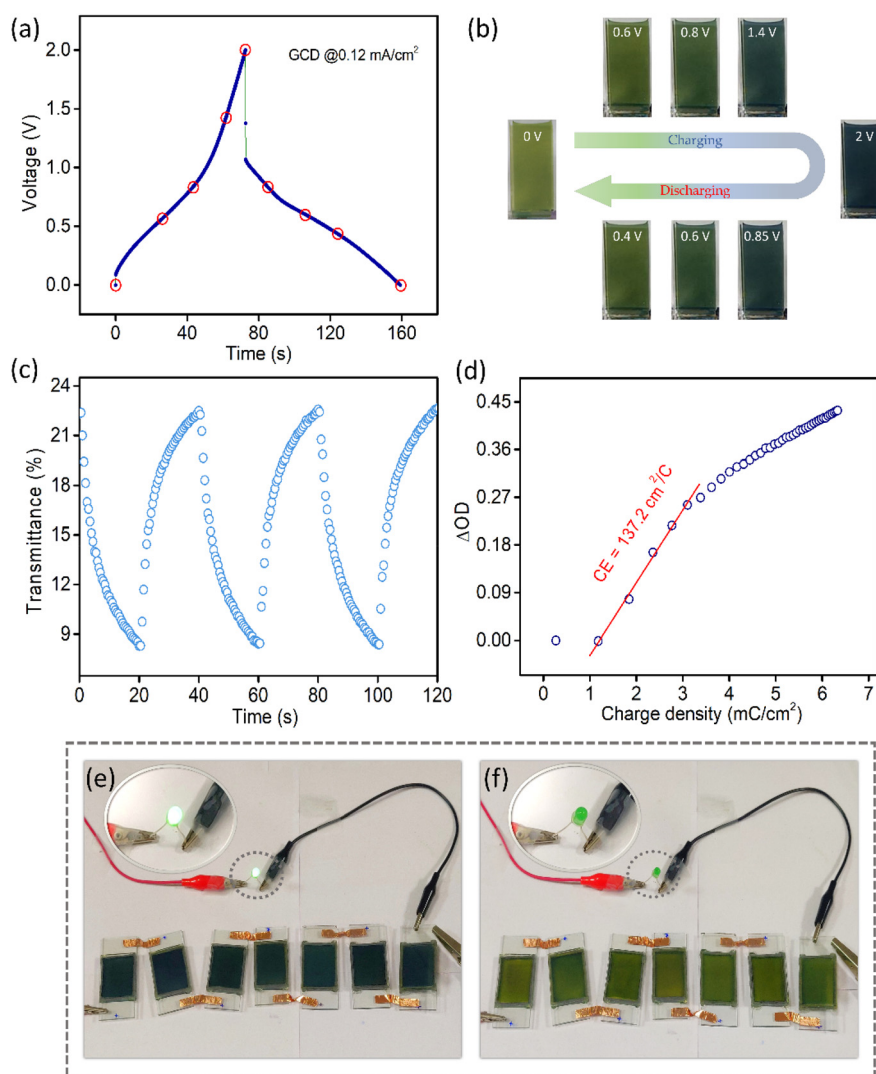 (a)
GCD @0.12 mA/cm²
2.0
1.5
1.0
0.5
0.0
Voltage (V)
0
40
80
120
160
Time (s)
(b)
0.6 V
0.8 V
1.4 V
0 V
Charging
2 V
Discharging
0.4 V
0.6 V
0.85 V
(c)
24
21
18
15
12
9
Transmittance (%)
0
20
40
60
80
100
120
Time (s)
(d)
0.45
0.36
0.27
0.18
0.09
0.00
ΔOD
CE = 137.2 cm²/C
0
1
2
3
4
5
6
7
Charge density (mC/cm²)
(e)
(f)